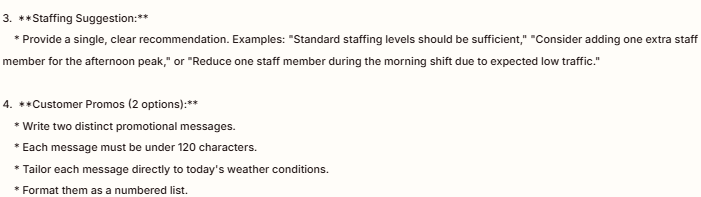 3. **Staffing Suggestion:**
* Provide a single, clear recommendation. Examples: "Standard staffing levels should be sufficient," "Consider adding one extra staff
member for the afternoon peak," or "Reduce one staff member during the morning shift due to expected low traffic."
4. **Customer Promos (2 options):**
* Write two distinct promotional messages.
* Each message must be under 120 characters.
* Tailor each message directly to today's weather conditions.
* Format them as a numbered list.